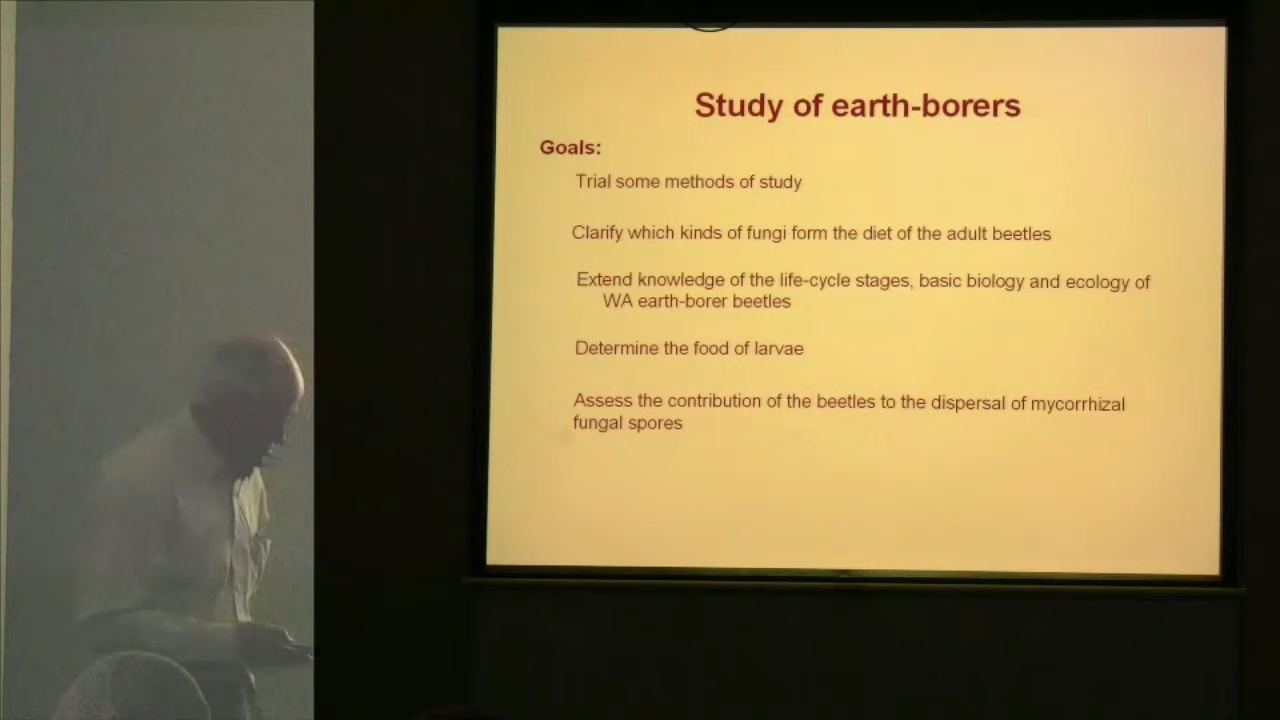 Study of earth-borers
Goals:
Trial some methods of study
Clarify which kinds of fungi form the diet of the adult beetles
Extend knowledge of the life-cycle stages, basic biology and ecology of
WA earth-borer beetles
Determine the food of larvae
Assess the contribution of the beetles to the dispersal of mycorrhizal
fungal spores